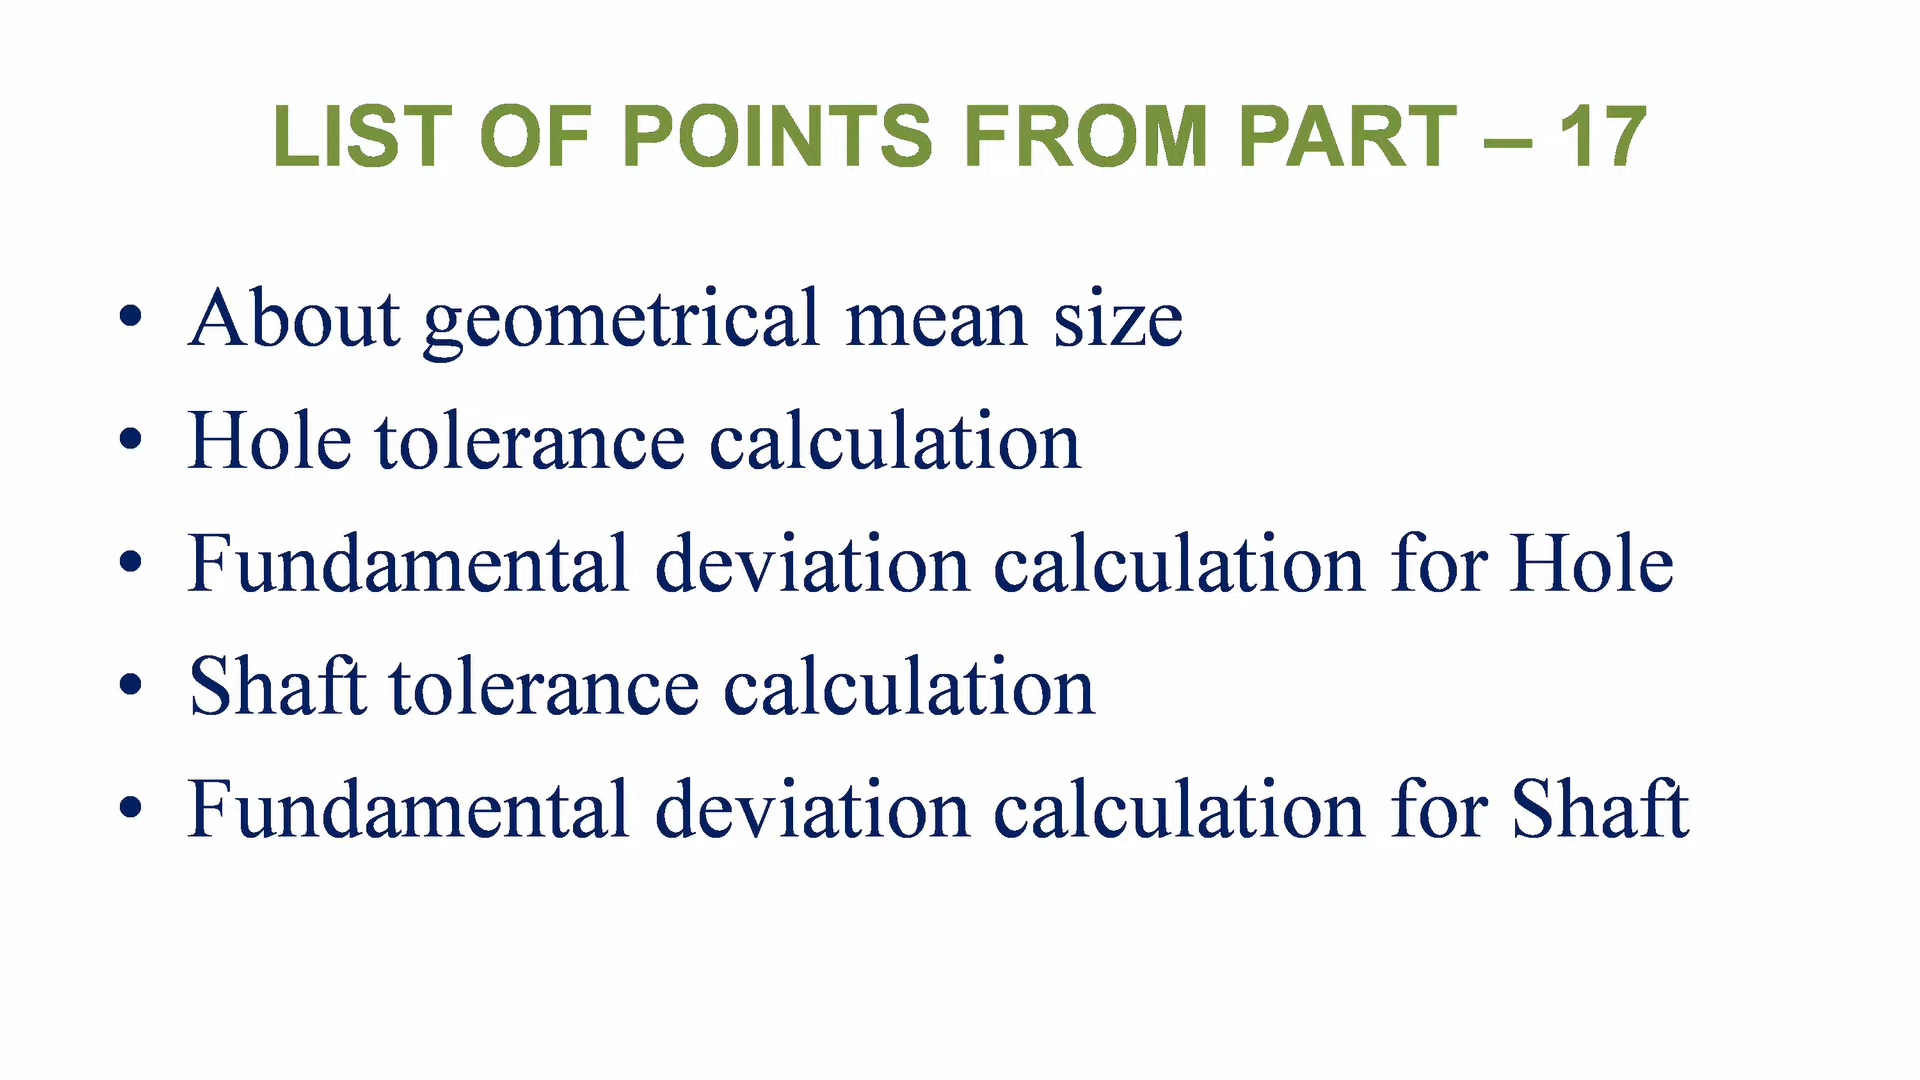 LIST OF POINTS FROM PART – 17
• About geometrical mean size
• Hole tolerance calculation
• Fundamental deviation calculation for Hole
• Shaft tolerance calculation
• Fundamental deviation calculation for Shaft